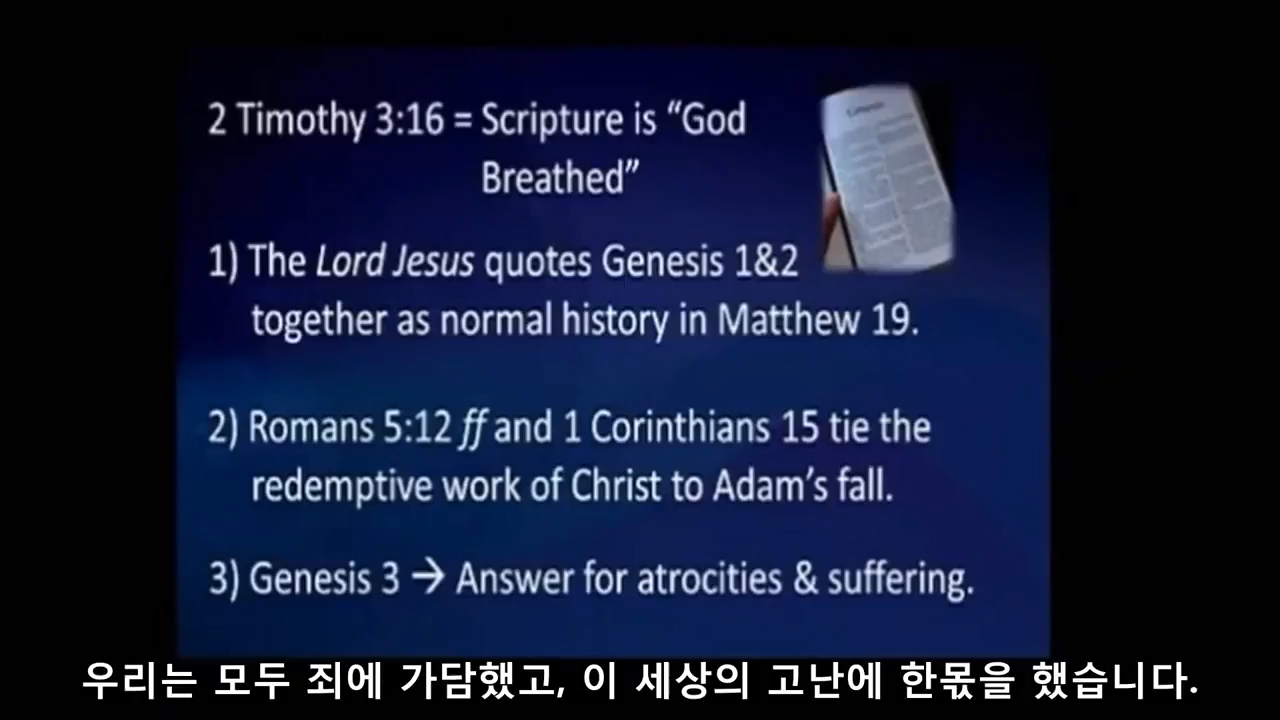 2 Timothy 3:16 = Scripture is “God
Breathed”
1) The Lord Jesus quotes Genesis 1&2
together as normal history in Matthew 19.
2) Romans 5:12 ff and 1 Corinthians 15 tie the
redemptive work of Christ to Adam’s fall.
3) Genesis 3 → Answer for atrocities & suffering.
우리는 모두 죄에 가담했고, 이 세상의 고난에 한몫을 했습니다.